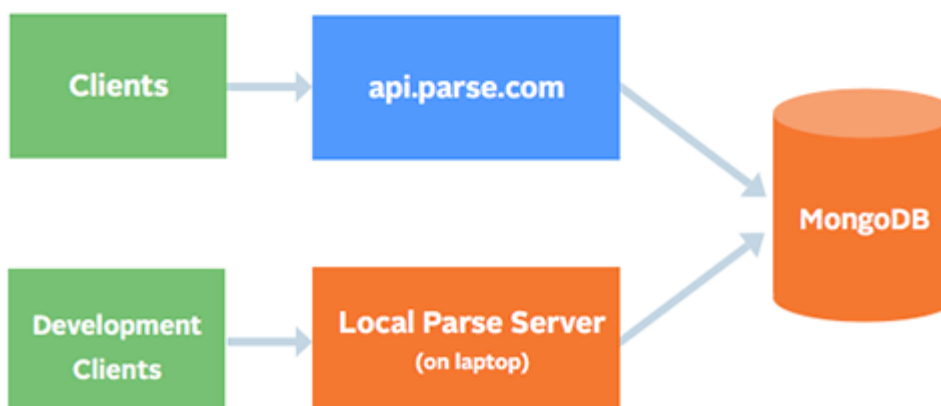 Clients
api.parse.com
MongoDB
Development
Clients
Local Parse Server
(on laptop)